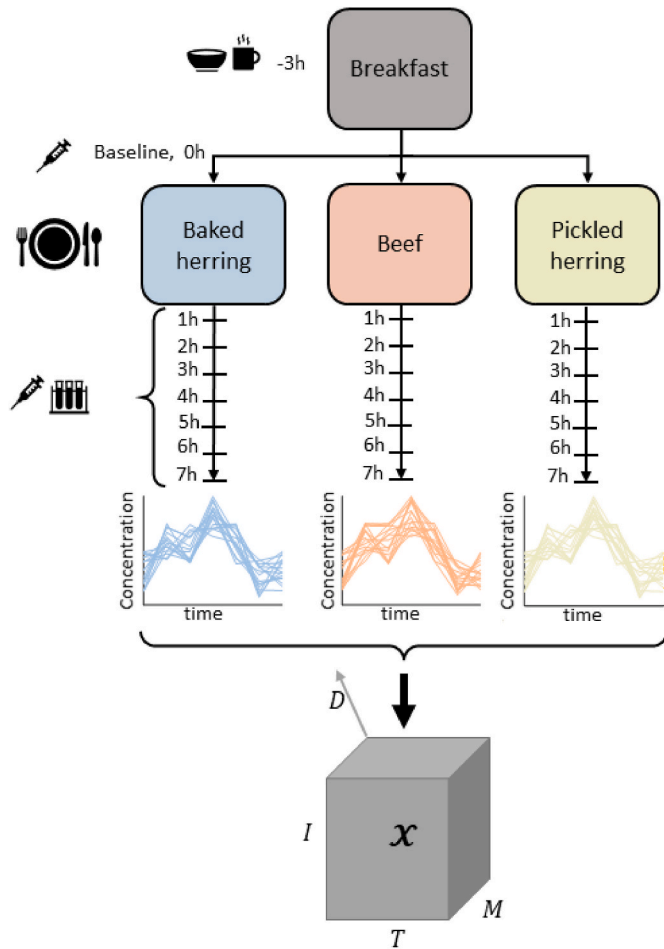 -3h
Breakfast
Baseline, 0h
Baked
herring
Beef
Pickled
herring
1h
2h
3h
4h
5h
6h
7h
1h
2h
3h
4h
5h
6h
7h
1h
2h
3h
4h
5h
6h
7h
Concentration
time
Concentration
time
Concentration
time
D
I
X
M
T